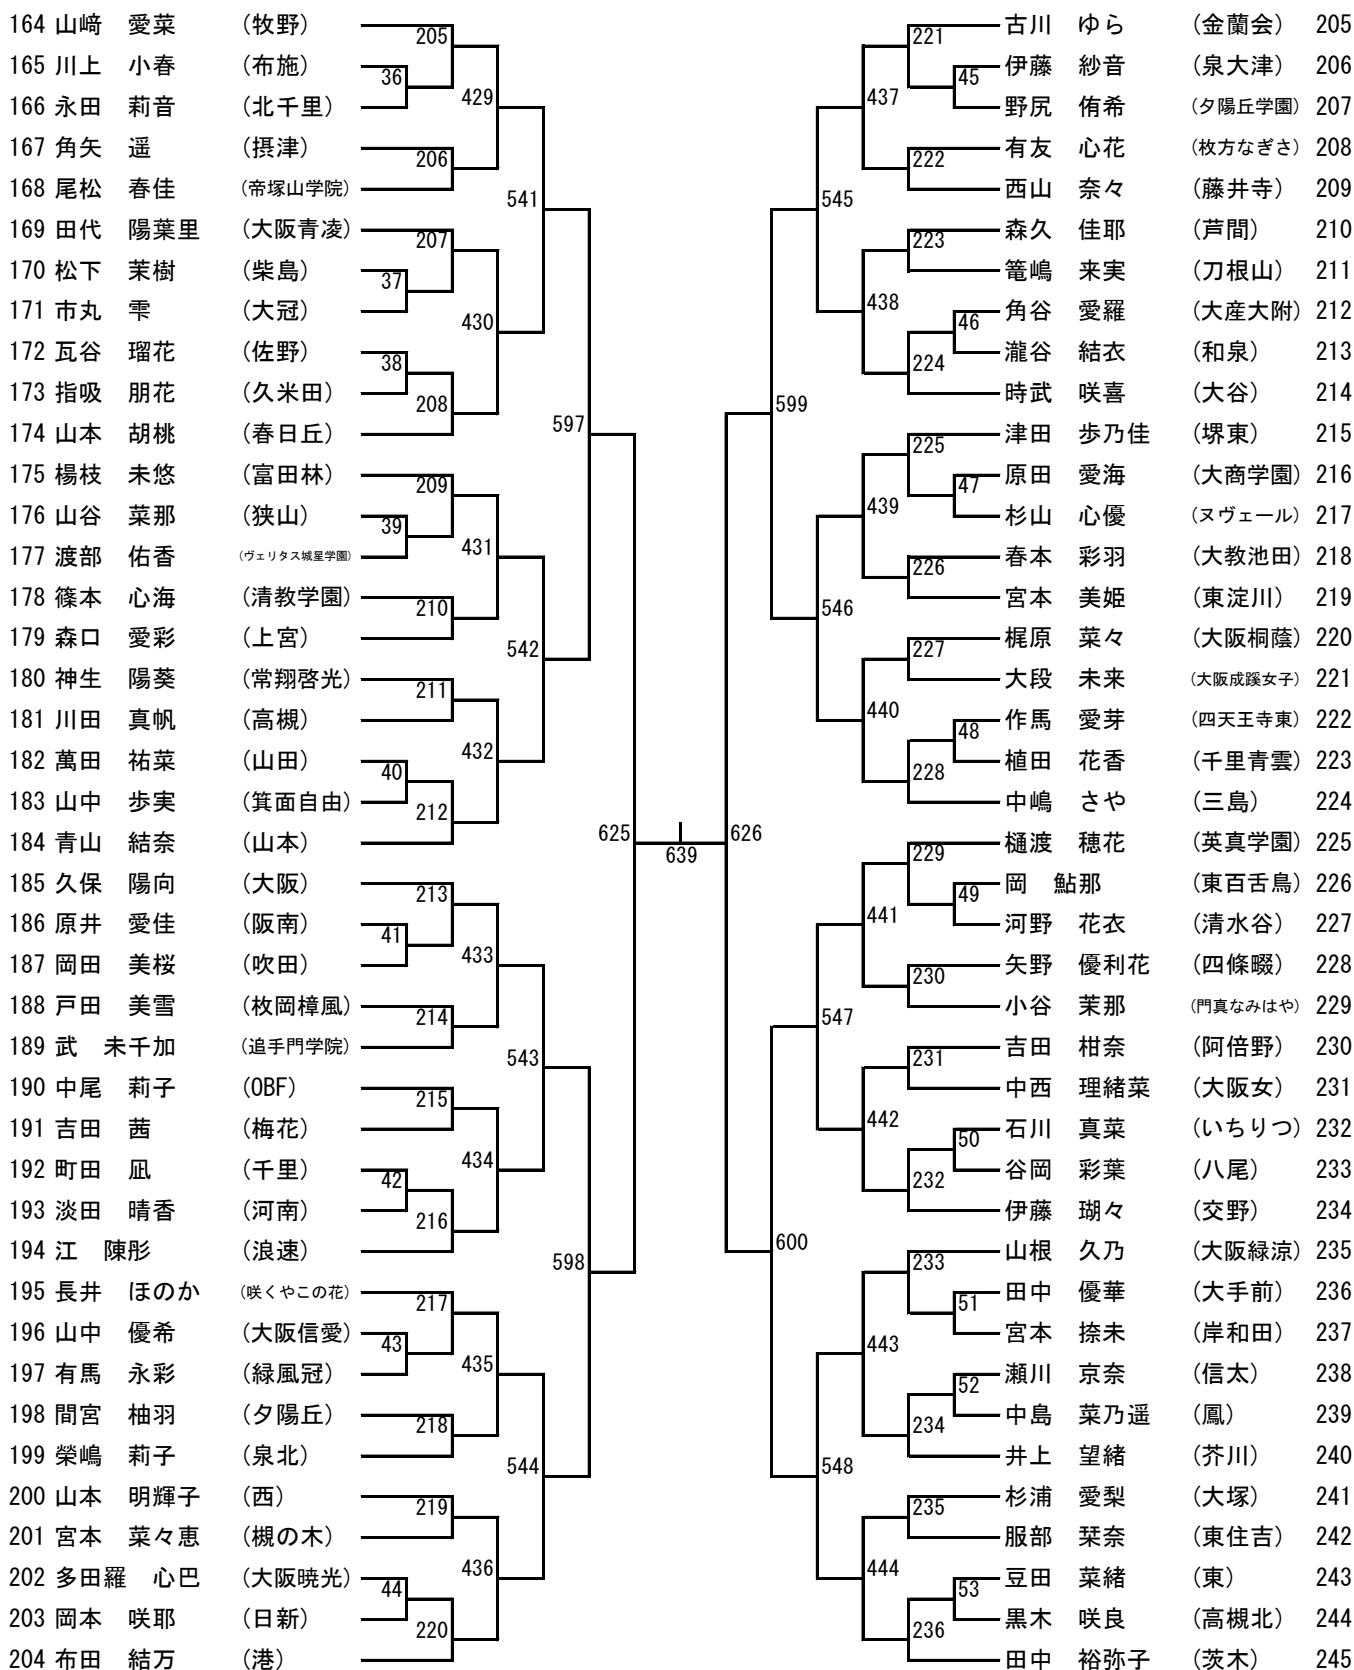 164 山﨑　愛菜　(牧野)
165 川上　小春　(布施)
166 永田　莉音　(北千里)
167 角矢　遥　(摂津)
168 尾松　春佳　(帝塚山学院)
169 田代　陽葉里　(大阪青凌)
170 松下　茉樹　(柴島)
171 市丸　雫　(大冠)
172 瓦谷　瑠花　(佐野)
173 指吸　朋花　(久米田)
174 山本　胡桃　(春日丘)
175 楊枝　未悠　(富田林)
176 山谷　菜那　(狭山)
177 渡部　佑香　(ヴェリタス城星学園)
178 篠本　心海　(清教学園)
179 森口　愛彩　(上宮)
180 神生　陽葵　(常翔啓光)
181 川田　真帆　(高槻)
182 萬田　祐菜　(山田)
183 山中　歩実　(箕面自由)
184 青山　結奈　(山本)
185 久保　陽向　(大阪)
186 原井　愛佳　(阪南)
187 岡田　美桜　(吹田)
188 戸田　美雪　(枚岡樟風)
189 武　未千加　(追手門学院)
190 中尾　莉子　(OBF)
191 吉田　茜　(梅花)
192 町田　凪　(千里)
193 淡田　晴香　(河南)
194 江　陳彤　(浪速)
195 長井　ほのか　(咲くやこの花)
196 山中　優希　(大阪信愛)
197 有馬　永彩　(緑風冠)
198 間宮　柚羽　(夕陽丘)
199 榮嶋　莉子　(泉北)
200 山本　明輝子　(西)
201 宮本　菜々恵　(槻の木)
202 多田羅　心巴　(大阪暁光)
203 岡本　咲耶　(日新)
204 布田　結万　(港)
205
36
206
207
37
38
208
209
39
210
211
40
212
213
41
214
215
42
216
217
43
218
219
44
220
429
430
431
432
433
434
435
436
541
542
543
544
597
598
625
639
626
599
600
545
546
547
548
437
438
439
440
441
442
443
444
221
45
222
223
46
224
225
47
226
227
48
228
229
49
230
231
50
232
233
51
52
234
235
53
236
古川　ゆら　(金蘭会)　205
伊藤　紗音　(泉大津)　206
野尻　侑希　(夕陽丘学園)　207
有友　心花　(枚方なぎさ)　208
西山　奈々　(藤井寺)　209
森久　佳耶　(芦間)　210
篭嶋　来実　(刀根山)　211
角谷　愛羅　(大産大附)　212
瀧谷　結衣　(和泉)　213
時武　咲喜　(大谷)　214
津田　歩乃佳　(堺東)　215
原田　愛海　(大商学園)　216
杉山　心優　(ヌヴェール)　217
春本　彩羽　(大教池田)　218
宮本　美姫　(東淀川)　219
梶原　菜々　(大阪桐蔭)　220
大段　未来　(大阪成蹊女子)　221
作馬　愛芽　(四天王寺東)　222
植田　花香　(千里青雲)　223
中嶋　さや　(三島)　224
樋渡　穂花　(英真学園)　225
岡　鮎那　(東百舌鳥)　226
河野　花衣　(清水谷)　227
矢野　優利花　(四條畷)　228
小谷　茉那　(門真なみはや)　229
吉田　柑奈　(阿倍野)　230
中西　理緒菜　(大阪女)　231
石川　真菜　(いちりつ)　232
谷岡　彩葉　(八尾)　233
伊藤　瑚々　(交野)　234
山根　久乃　(大阪緑涼)　235
田中　優華　(大手前)　236
宮本　捺未　(岸和田)　237
瀬川　京奈　(信太)　238
中島　菜乃遥　(鳳)　239
井上　望緒　(芥川)　240
杉浦　愛梨　(大塚)　241
服部　栞奈　(東住吉)　242
豆田　菜緒　(東)　243
黒木　咲良　(高槻北)　244
田中　裕弥子　(茨木)　245